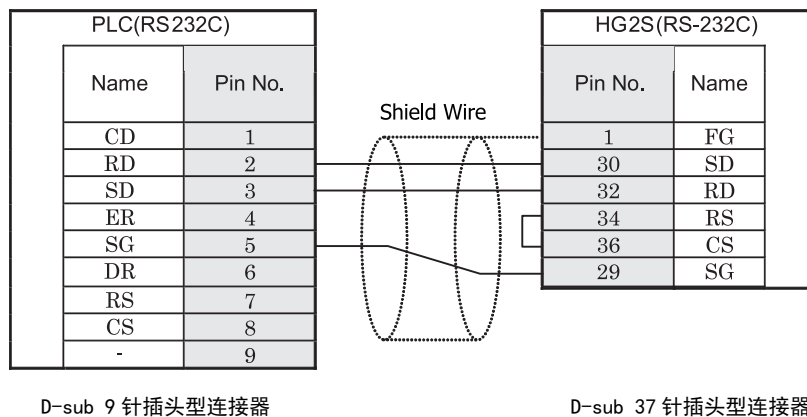 PLC(RS232C)
HG2S(RS-232C)
Name Pin No.
Pin No. Name
Shield Wire
CD 1
1 FG
RD 2
30 SD
SD 3
32 RD
ER 4
34 RS
SG 5
36 CS
DR 6
29 SG
RS 7
CS 8
- 9
D-sub 9 针插头型连接器
D-sub 37 针插头型连接器